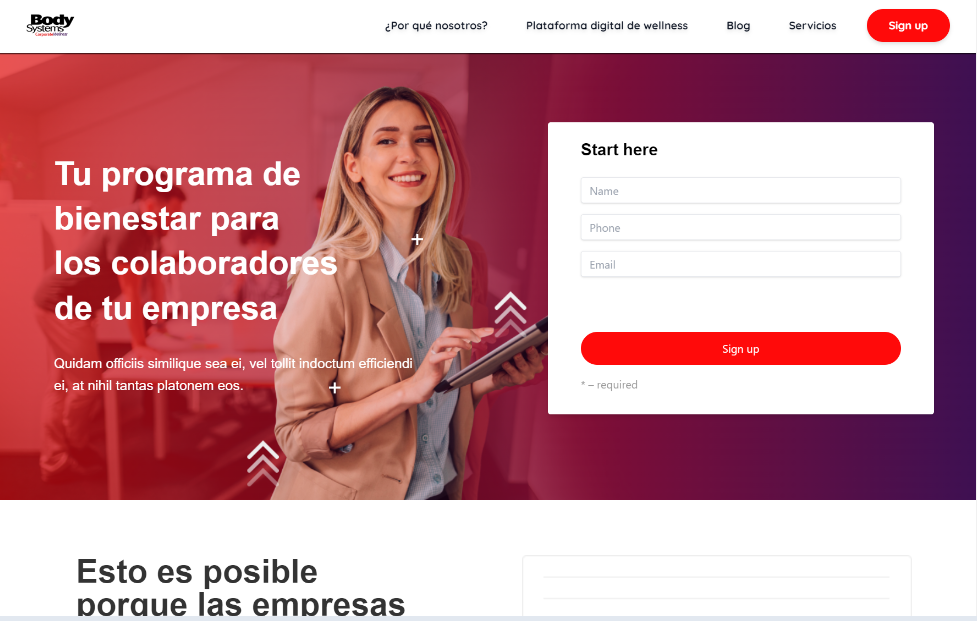 Body
Systems
¿Por qué nosotros?
Plataforma digital de wellness
Blog
Servicios
Sign up
Tu programa de
bienestar para
los colaboradores
de tu empresa
Quidam officiis similique sea ei, vel tollit indoctum efficiendi
ei, at nihil tantas platonem eos.
Start here
Name
Phone
Email
Sign up
* – required
Esto es posible
porque las empresas